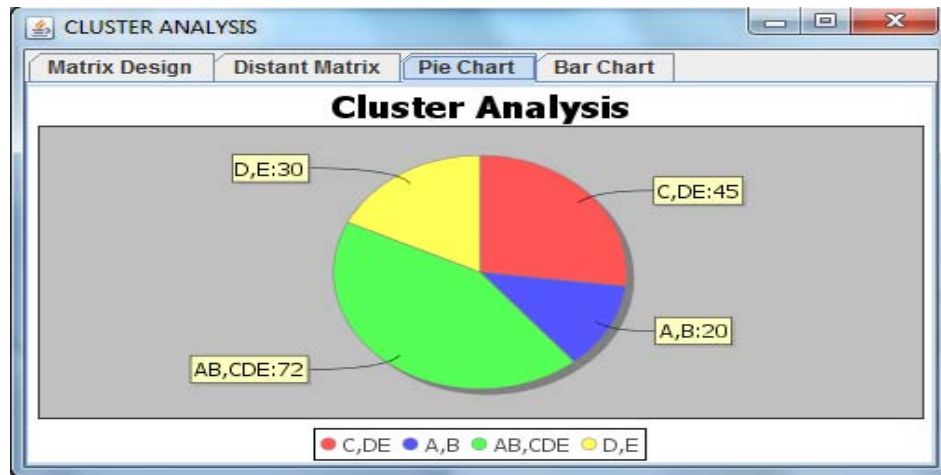 CLUSTER ANALYSIS
Matrix Design Distant Matrix Pie Chart Bar Chart
Cluster Analysis
D,E:30
C,DE:45
A,B:20
AB,CDE:72
C,DE A,B AB,CDE D,E